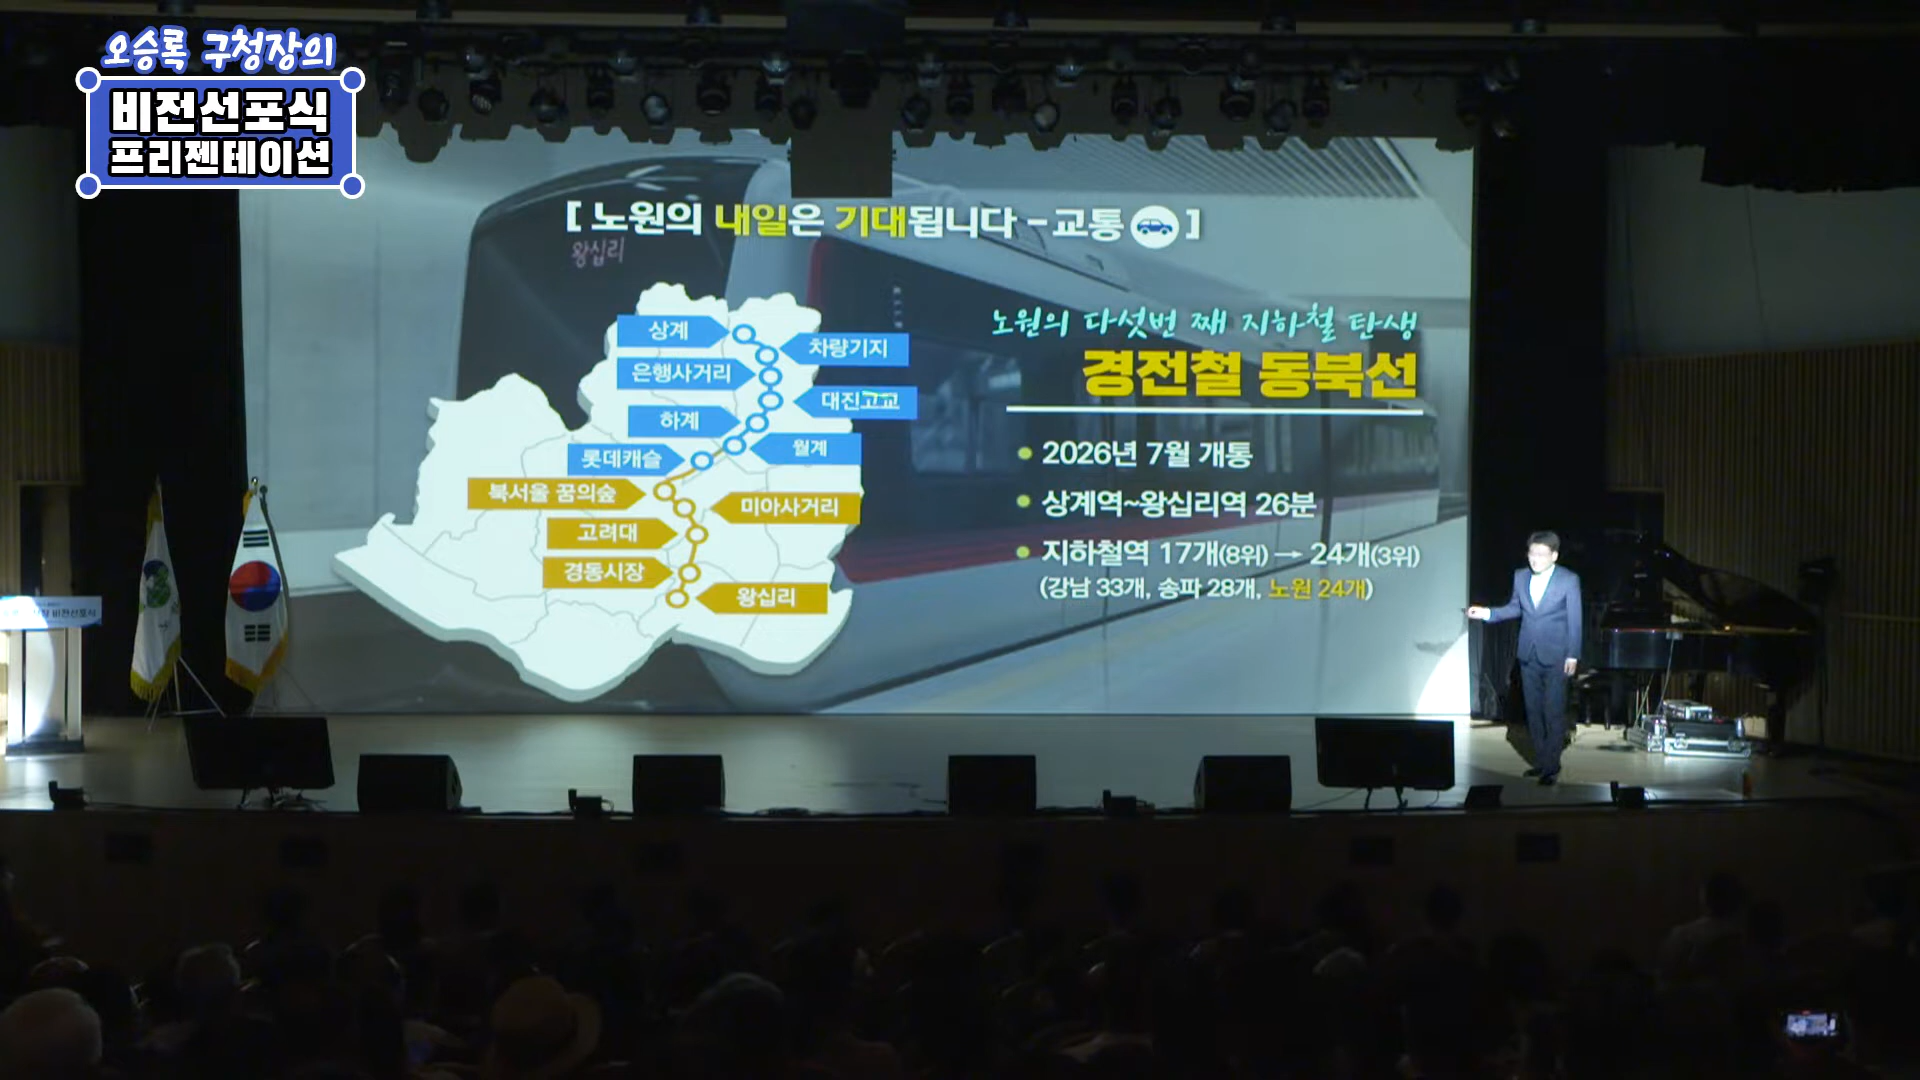 오승록 구청장의
비전선포식
프리젠테이션
[ 노원의 내일은 기대됩니다 - 교통 ]
왕십리
노원의 다섯번 째 지하철 탄생
경전철 동북선
• 2026년 7월 개통
• 상계역~왕십리역 26분
• 지하철역 17개(8위) → 24개(3위)
(강남 33개, 송파 28개, 노원 24개)
상계
차량기지
은행사거리
대진고교
하계
월계
롯데캐슬
북서울 꿈의숲
미아사거리
고려대
경동시장
왕십리
비전선포식